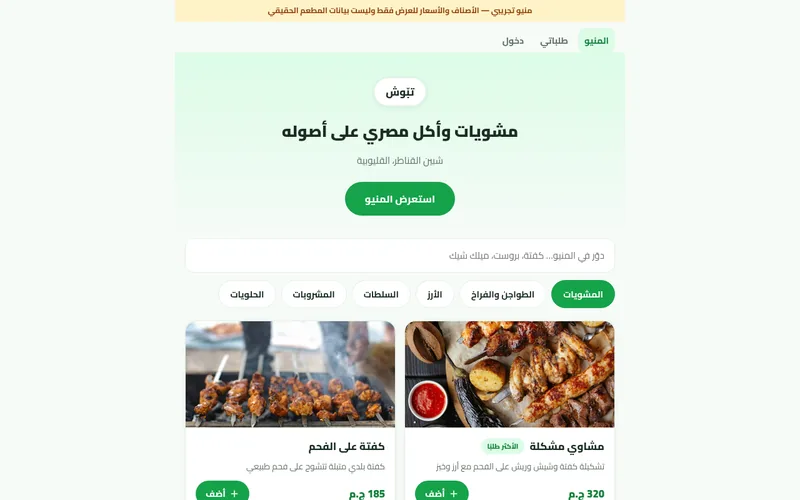 منيو تجريبي — الأصناف والأسعار للعرض فقط وليست بيانات المطعم الحقيقي
المنيو
طلباتي
دخول
تبّوش
مشويات وأكل مصري على أصوله
شبين القناطر، القليوبية
استعرض المنيو
دوّر في المنيو... كفتة، بروست، ميلك شيك
المشويات
الطواجن والفراخ
الأرز
السلطات
المشروبات
الحلويات
مشاوي مشكلة
الأكثر طلبًا
تشكيلة كفتة وشيش وريش على الفحم مع أرز وخبز
320 ج.م
+ أضف
كفتة على الفحم
كفتة بلدي متبلة تتشوح على فحم طبيعي
185 ج.م
+ أضف